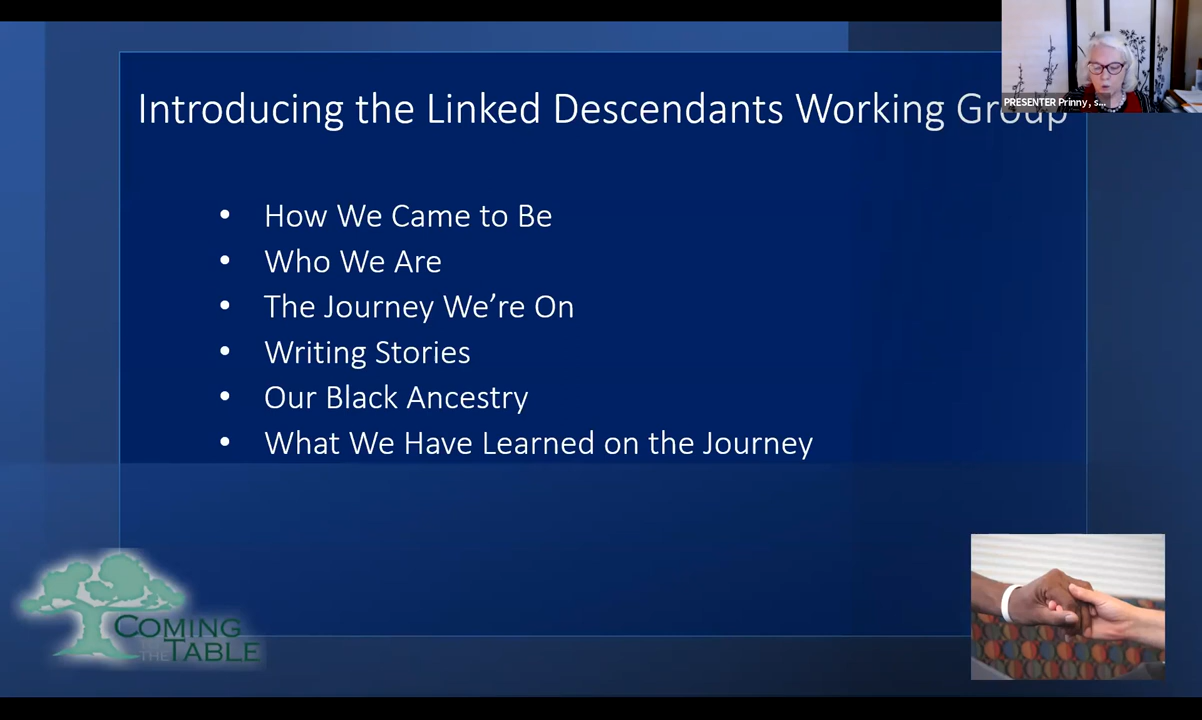 Introducing the Linked Descendants Working Group
PRESENTER Prinny, s...
• How We Came to Be
• Who We Are
• The Journey We're On
• Writing Stories
• Our Black Ancestry
• What We Have Learned on the Journey
COMING
THE TABLE